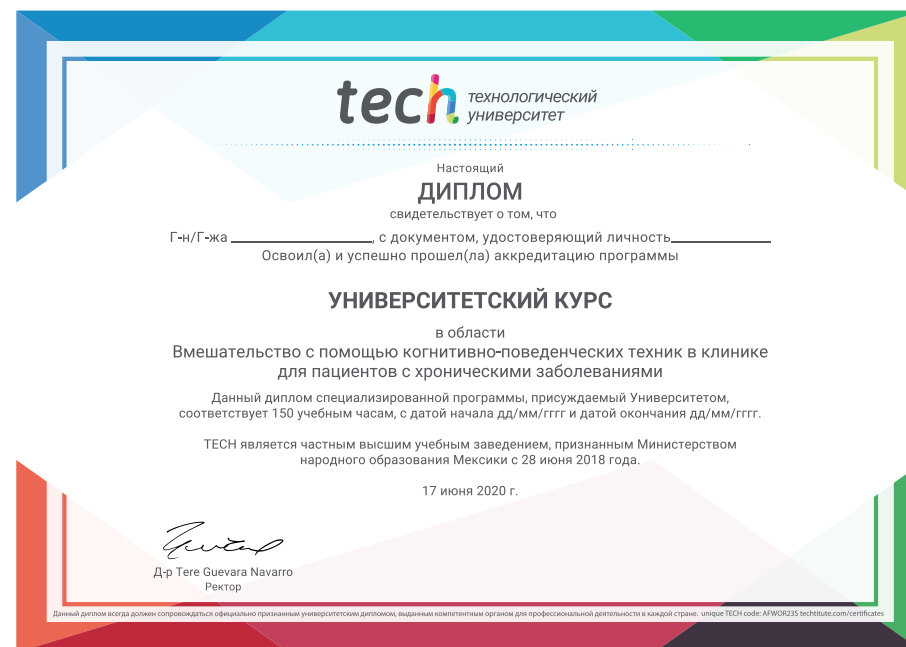 tech технологический
университет
Настоящий
ДИПЛОМ
свидетельствует о том, что
Г-н/Г-жа ____________________, с документом, удостоверяющий личность______________
Освоил(а) и успешно прошел(ла) аккредитацию программы
УНИВЕРСИТЕТСКИЙ КУРС
в области
Вмешательство с помощью когнитивно-поведенческих техник в клинике
для пациентов с хроническими заболеваниями
Данный диплом специализированной программы, присуждаемый Университетом,
соответствует 150 учебным часам, с датой начала дд/мм/гггг и датой окончания дд/мм/гггг.
TECH является частным высшим учебным заведением, признанным Министерством
народного образования Мексики с 28 июня 2018 года.
17 июня 2020 г.
Д-р Tere Guevara Navarro
Ректор
Данный диплом всегда должен сопровождаться официально признанным университетским дипломом, выданным компетентным органом для профессиональной деятельности в каждой стране. unique TECH code: AFWOR23S techtitute.com/certificates